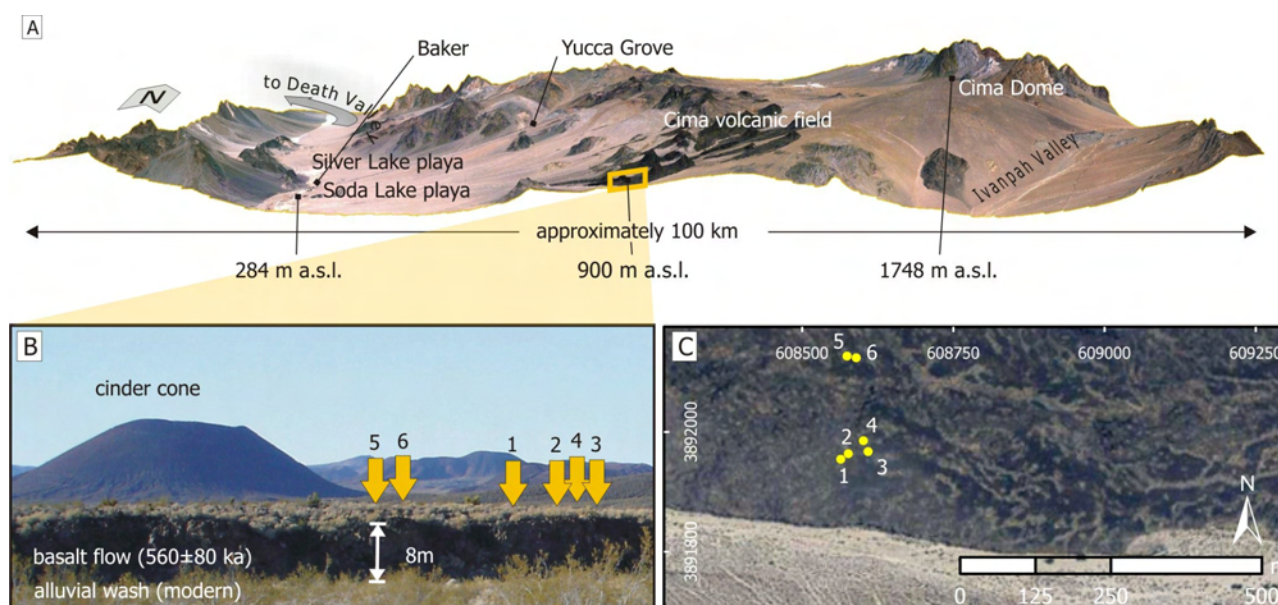 A
Baker
Yucca Grove
N
to Death Valley
Cima Dome
Cima volcanic field
Silver Lake playa
Soda Lake playa
Ivanpah Valley
approximately 100 km
284 m a.s.l.
900 m a.s.l.
1748 m a.s.l.
B
cinder cone
5
6
1
2
4
3
basalt flow (560±80 ka)
8m
alluvial wash (modern)
C
608500
608750
609000
609250
5
6
3892000
4
2
1
3
N
3891800
0
125
250
500